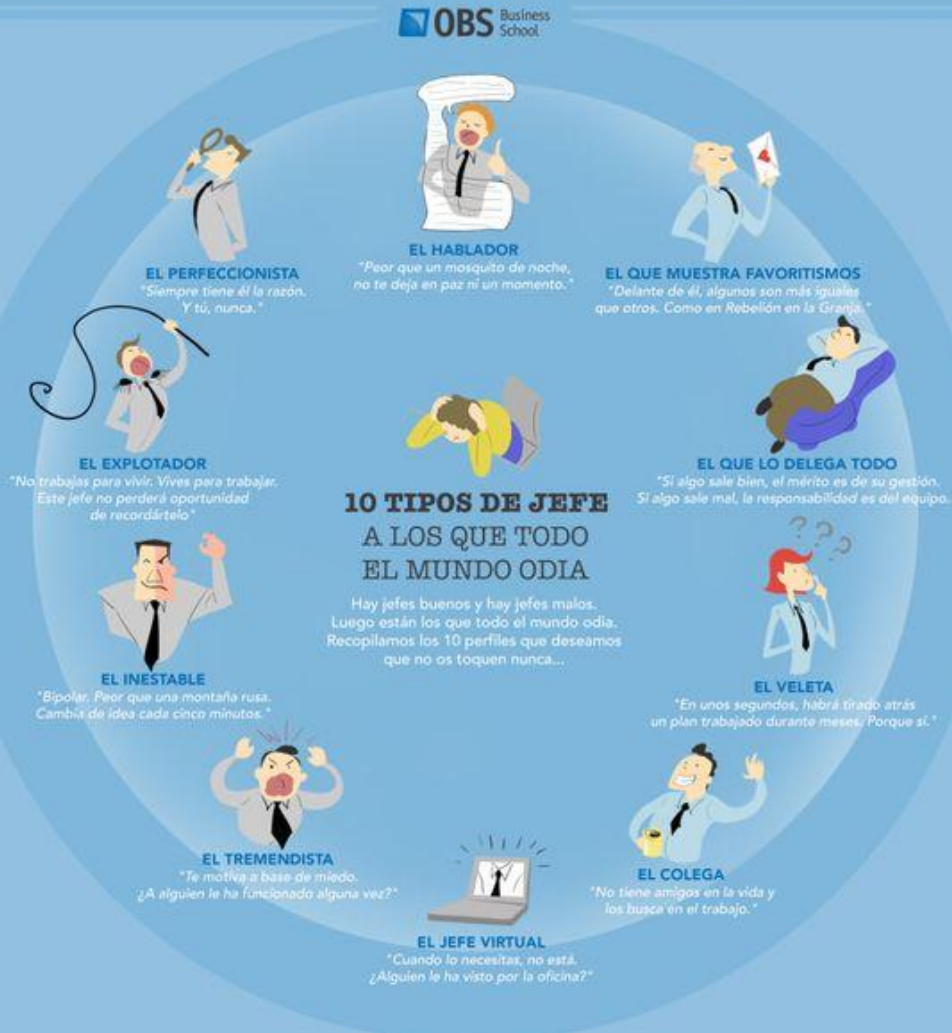 OBS Business
School
EL HABLADOR
"Peor que un mosquito de noche,
no te deja en paz ni un momento."
EL PERFECCIONISTA
"Siempre tiene él la razón.
Y tú, nunca."
EL QUE MUESTRA FAVORITISMOS
"Delante de él, algunos son más iguales
que otros. Como en Rebelión en la Granja."
EL EXPLOTADOR
"No trabajas para vivir. Vives para trabajar.
Este jefe no perderá oportunidad
de recordártelo"
EL QUE LO DELEGA TODO
"Si algo sale bien, el mérito es de su gestión.
Si algo sale mal, la responsabilidad es del equipo.
10 TIPOS DE JEFE
A LOS QUE TODO
EL MUNDO ODIA
Hay jefes buenos y hay jefes malos.
Luego están los que todo el mundo odia.
Recopilamos los 10 perfiles que deseamos
que no os toquen nunca...
???
EL INESTABLE
"Bipolar. Peor que una montaña rusa.
Cambia de idea cada cinco minutos."
EL VELETA
"En unos segundos, habrá tirado atrás
un plan trabajado durante meses. Porque sí."
EL TREMENDISTA
"Te motiva a base de miedo.
¿A alguien le ha funcionado alguna vez?"
EL COLEGA
"No tiene amigos en la vida y
los busca en el trabajo."
EL JEFE VIRTUAL
"Cuando lo necesitas, no está.
¿Alguien le ha visto por la oficina?"